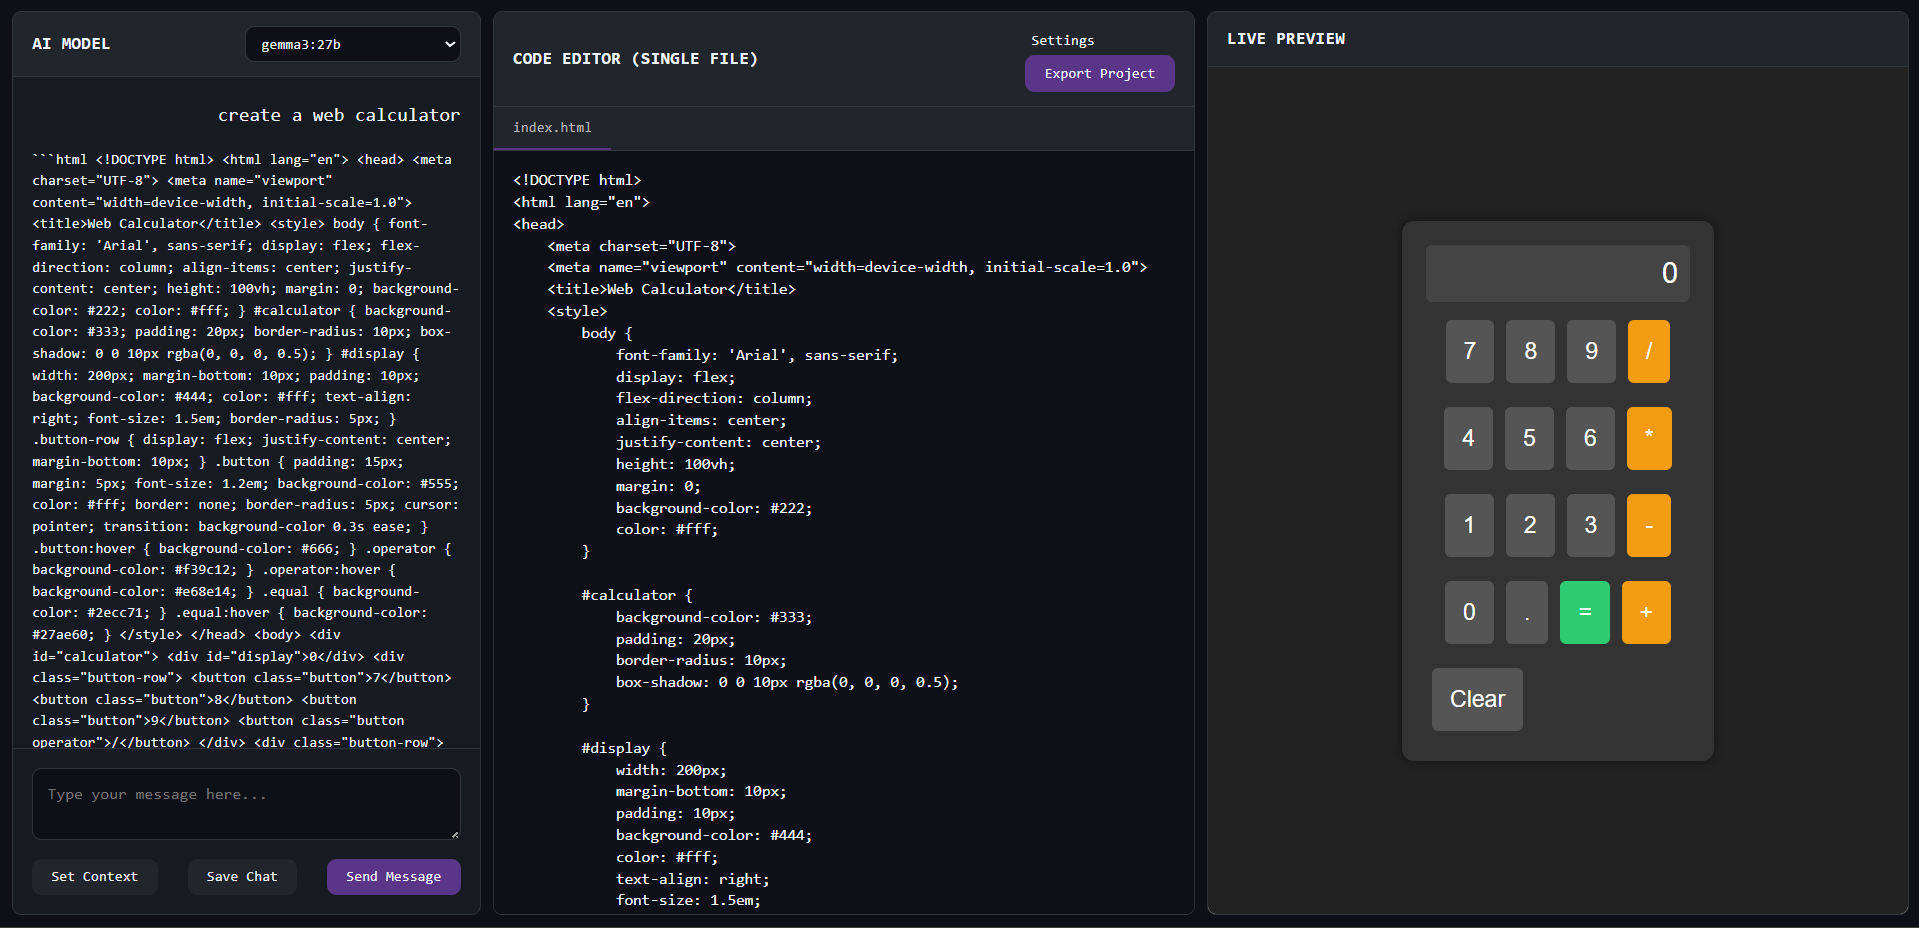 AI MODEL
gemma3:27b
create a web calculator
```html <!DOCTYPE html> <html lang="en"> <head> <meta
charset="UTF-8"> <meta name="viewport"
content="width=device-width, initial-scale=1.0">
<title>Web Calculator</title> <style> body { font-
family: 'Arial', sans-serif; display: flex; flex-
direction: column; align-items: center; justify-
content: center; height: 100vh; margin: 0; background-
color: #222; color: #fff; } #calculator { background-
color: #333; padding: 20px; border-radius: 10px; box-
shadow: 0 0 10px rgba(0, 0, 0, 0.5); } #display {
width: 200px; margin-bottom: 10px; padding: 10px;
background-color: #444; color: #fff; text-align:
right; font-size: 1.5em; border-radius: 5px; }
.button-row { display: flex; justify-content: center;
margin-bottom: 10px; } .button { padding: 15px;
margin: 5px; font-size: 1.2em; background-color: #555;
color: #fff; border: none; border-radius: 5px; cursor:
pointer; transition: background-color 0.3s ease; }
.button:hover { background-color: #666; } .operator {
background-color: #f39c12; } .operator:hover {
background-color: #e68e14; } .equal { background-
color: #2ecc71; } .equal:hover { background-color:
#27ae60; } </style> </head> <body> <div
id="calculator"> <div id="display">0</div> <div
class="button-row"> <button class="button">7</button>
<button class="button">8</button> <button
class="button">9</button> <button class="button
operator">/</button> </div> <div class="button-row">
Type your message here...
Set Context
Save Chat
Send Message
CODE EDITOR (SINGLE FILE)
Settings
Export Project
index.html
<!DOCTYPE html>
<html lang="en">
<head>
<meta charset="UTF-8">
<meta name="viewport" content="width=device-width, initial-scale=1.0">
<title>Web Calculator</title>
<style>
body {
font-family: 'Arial', sans-serif;
display: flex;
flex-direction: column;
align-items: center;
justify-content: center;
height: 100vh;
margin: 0;
background-color: #222;
color: #fff;
}
#calculator {
background-color: #333;
padding: 20px;
border-radius: 10px;
box-shadow: 0 0 10px rgba(0, 0, 0, 0.5);
}
#display {
width: 200px;
margin-bottom: 10px;
padding: 10px;
background-color: #444;
color: #fff;
text-align: right;
font-size: 1.5em;
LIVE PREVIEW
0
7 8 9 /
4 5 6 *
1 2 3 -
0 . = +
Clear